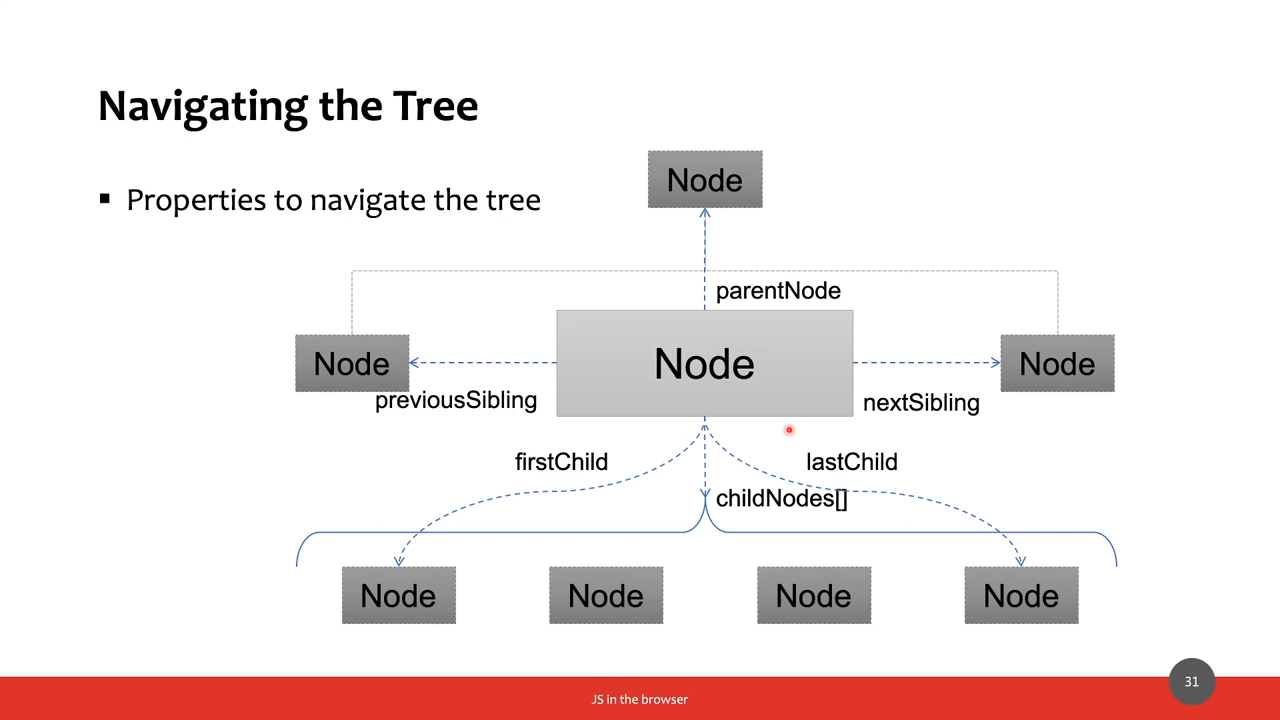 Navigating the Tree
▪ Properties to navigate the tree
Node
parentNode
Node
Node
Node
previousSibling
nextSibling
firstChild
lastChild
childNodes[]
Node
Node
Node
Node
31
JS in the browser